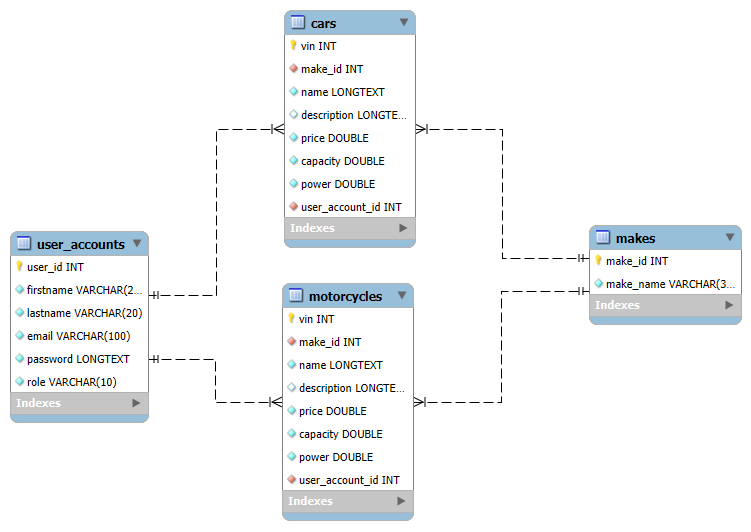 cars
vin INT
make_id INT
name LONGTEXT
description LONGTE...
price DOUBLE
capacity DOUBLE
power DOUBLE
user_account_id INT
Indexes
user_accounts
user_id INT
firstname VARCHAR(2...
lastname VARCHAR(20)
email VARCHAR(100)
password LONGTEXT
role VARCHAR(10)
Indexes
motorcycles
vin INT
make_id INT
name LONGTEXT
description LONGTE...
price DOUBLE
capacity DOUBLE
power DOUBLE
user_account_id INT
Indexes
makes
make_id INT
make_name VARCHAR(3...
Indexes